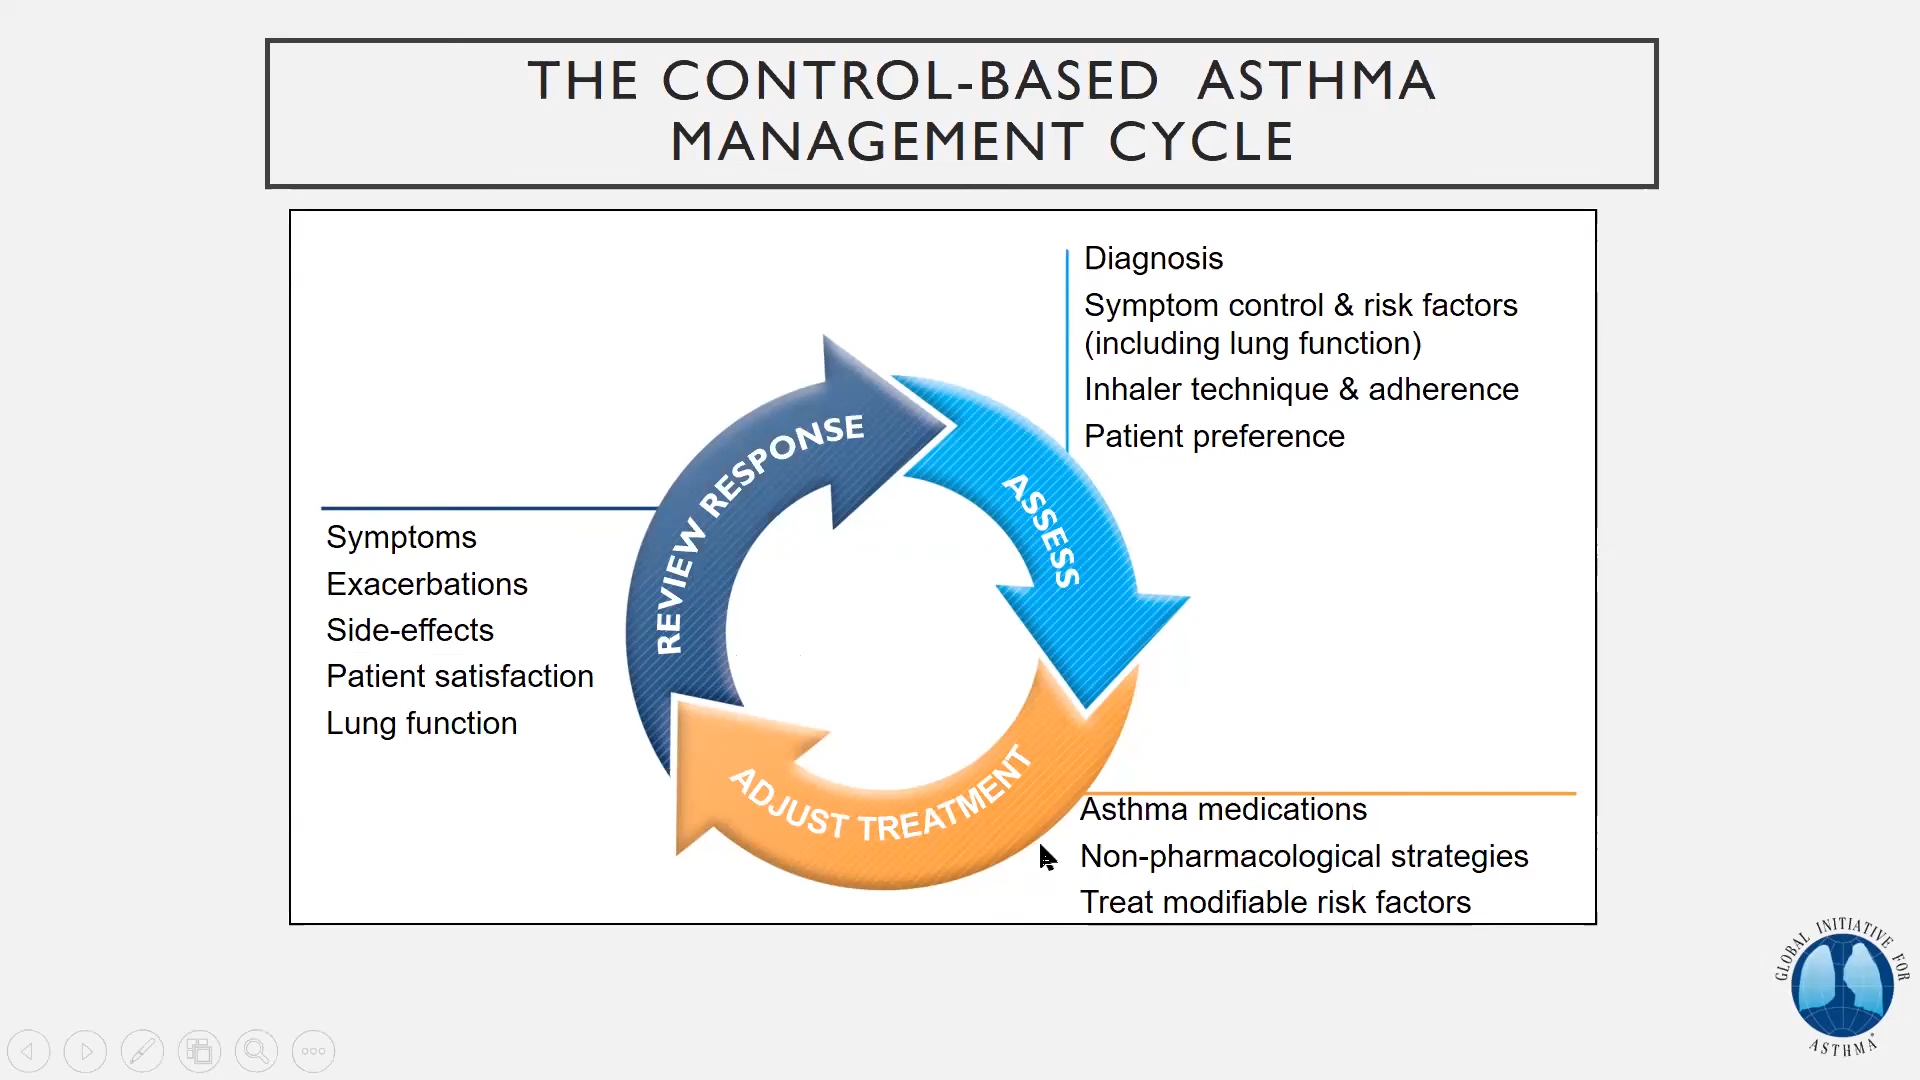 THE CONTROL-BASED ASTHMA
MANAGEMENT CYCLE
Diagnosis
Symptom control & risk factors
(including lung function)
Inhaler technique & adherence
Patient preference
REVIEW RESPONSE
ASSESS
ADJUST TREATMENT
Symptoms
Exacerbations
Side-effects
Patient satisfaction
Lung function
Asthma medications
Non-pharmacological strategies
Treat modifiable risk factors
GLOBAL INITIATIVE FOR
ASTHMA